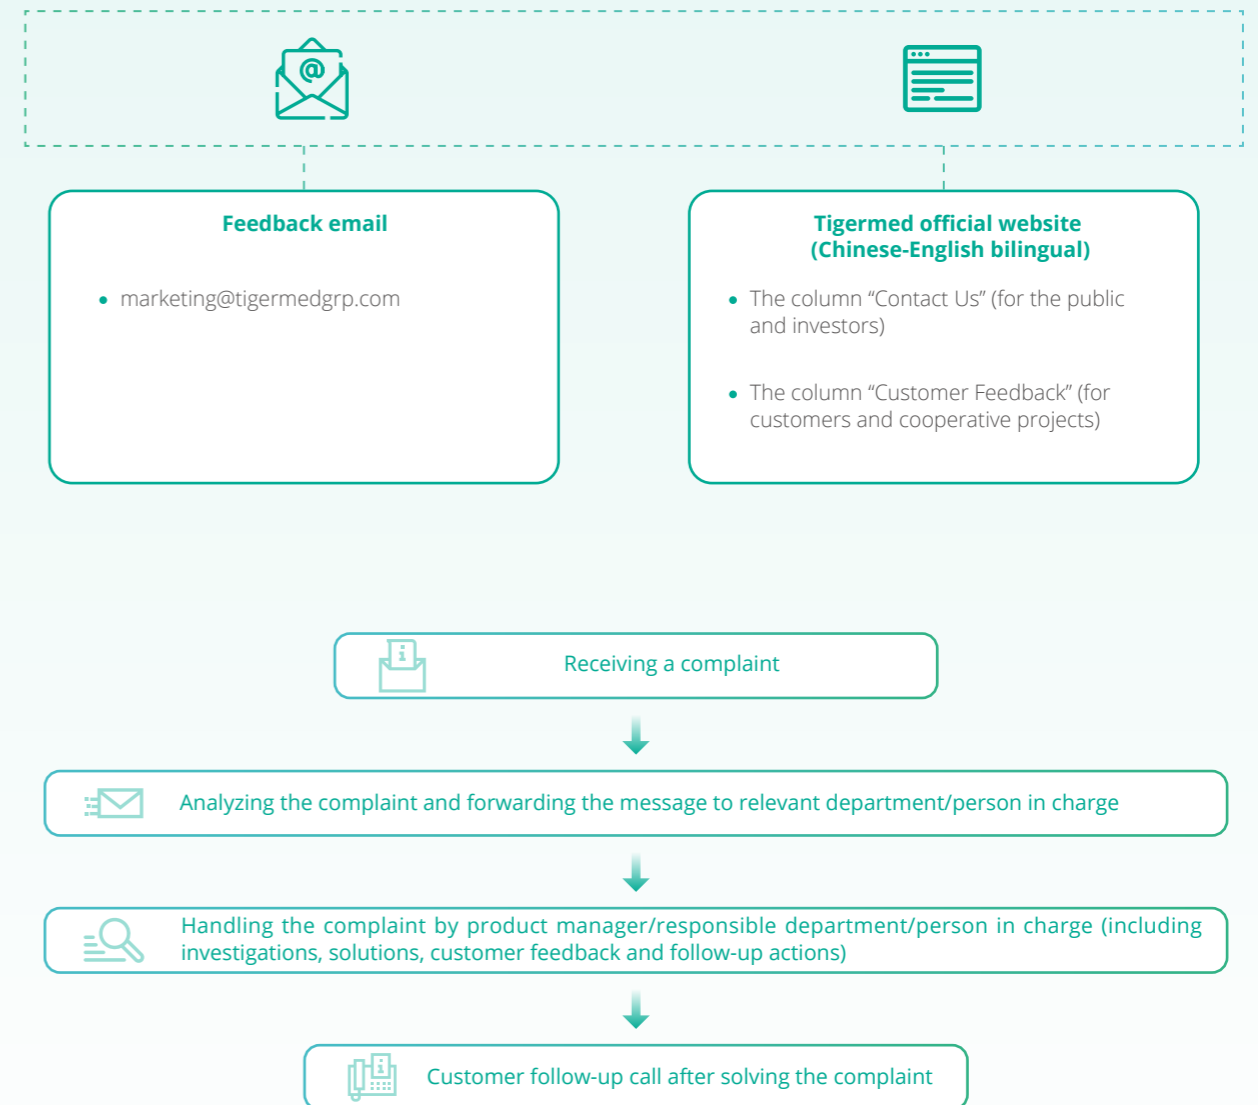 Feedback email
• marketing@tigermedgrp.com
Tigermed official website
(Chinese-English bilingual)
• The column “Contact Us” (for the public
and investors)
• The column “Customer Feedback” (for
customers and cooperative projects)
Receiving a complaint
Analyzing the complaint and forwarding the message to relevant department/person in charge
Handling the complaint by product manager/responsible department/person in charge (including
investigations, solutions, customer feedback and follow-up actions)
Customer follow-up call after solving the complaint